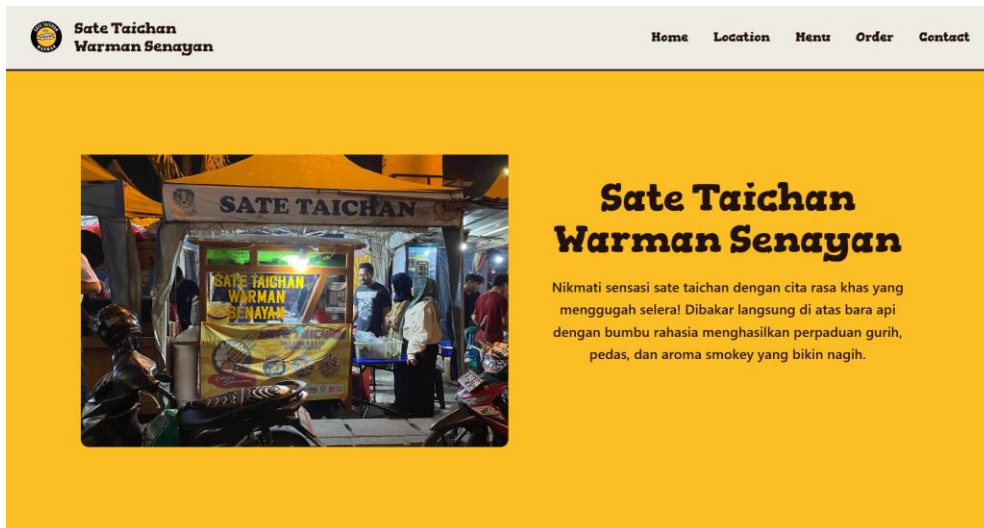 Sate Taichan
Warman Senayan
Home Location Menu Order Contact
SATE TAICHAN
SATE TAICHAN
WARMAN
SENAYAN
Sate Taichan
Warman Senayan
Nikmati sensasi sate taichan dengan cita rasa khas yang
menggugah selera! Dibakar langsung di atas bara api
dengan bumbu rahasia menghasilkan perpaduan gurih,
pedas, dan aroma smokey yang bikin nagih.